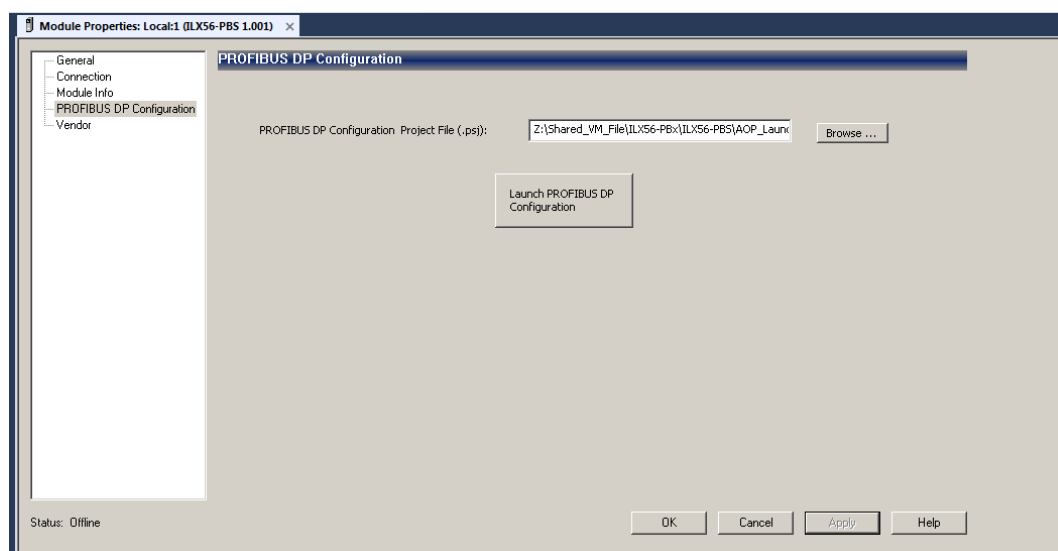 Module Properties: Local:1 (ILX56-PBS 1.001) ×
General
Connection
Module Info
PROFIBUS DP Configuration
Vendor
PROFIBUS DP Configuration
PROFIBUS DP Configuration Project File (.psj):
Z:\Shared_VM_File\ILX56-PBx\ILX56-PBS\AOP_Launc
Browse ...
Launch PROFIBUS DP
Configuration
Status: Offline
OK
Cancel
Apply
Help